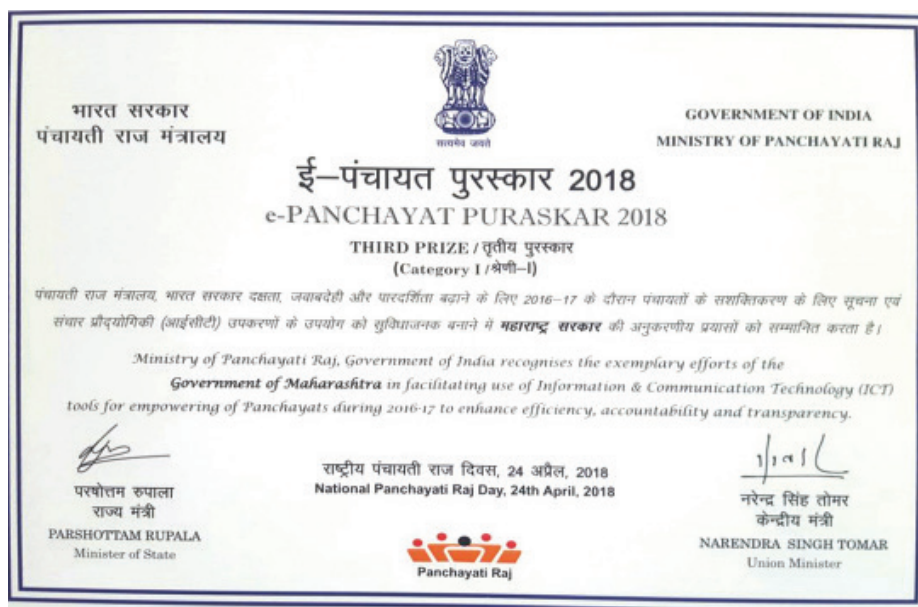 भारत सरकार
पंचायती राज मंत्रालय
सत्यमेव जयते
GOVERNMENT OF INDIA
MINISTRY OF PANCHAYATI RAJ
ई–पंचायत पुरस्कार 2018
e-PANCHAYAT PURASKAR 2018
THIRD PRIZE / तृतीय पुरस्कार
(Category I /श्रेणी–I)
पंचायती राज मंत्रालय, भारत सरकार दक्षता, जवाबदेही और पारदर्शिता बढ़ाने के लिए 2016–17 के दौरान पंचायतों के सशक्तिकरण के लिए सूचना एवं
संचार प्रौद्योगिकी (आईसीटी) उपकरणों के उपयोग को सुविधाजनक बनाने में महाराष्ट्र सरकार की अनुकरणीय प्रयासों को सम्मानित करता है।
Ministry of Panchayati Raj, Government of India recognises the exemplary efforts of the
Government of Maharashtra in facilitating use of Information & Communication Technology (ICT)
tools for empowering of Panchayats during 2016-17 to enhance efficiency, accountability and transparency.
परषोत्तम रुपाला
राज्य मंत्री
PARSHOTTAM RUPALA
Minister of State
राष्ट्रीय पंचायती राज दिवस, 24 अप्रैल, 2018
National Panchayati Raj Day, 24th April, 2018
Panchayati Raj
नरेन्द्र सिंह तोमर
केन्द्रीय मंत्री
NARENDRA SINGH TOMAR
Union Minister